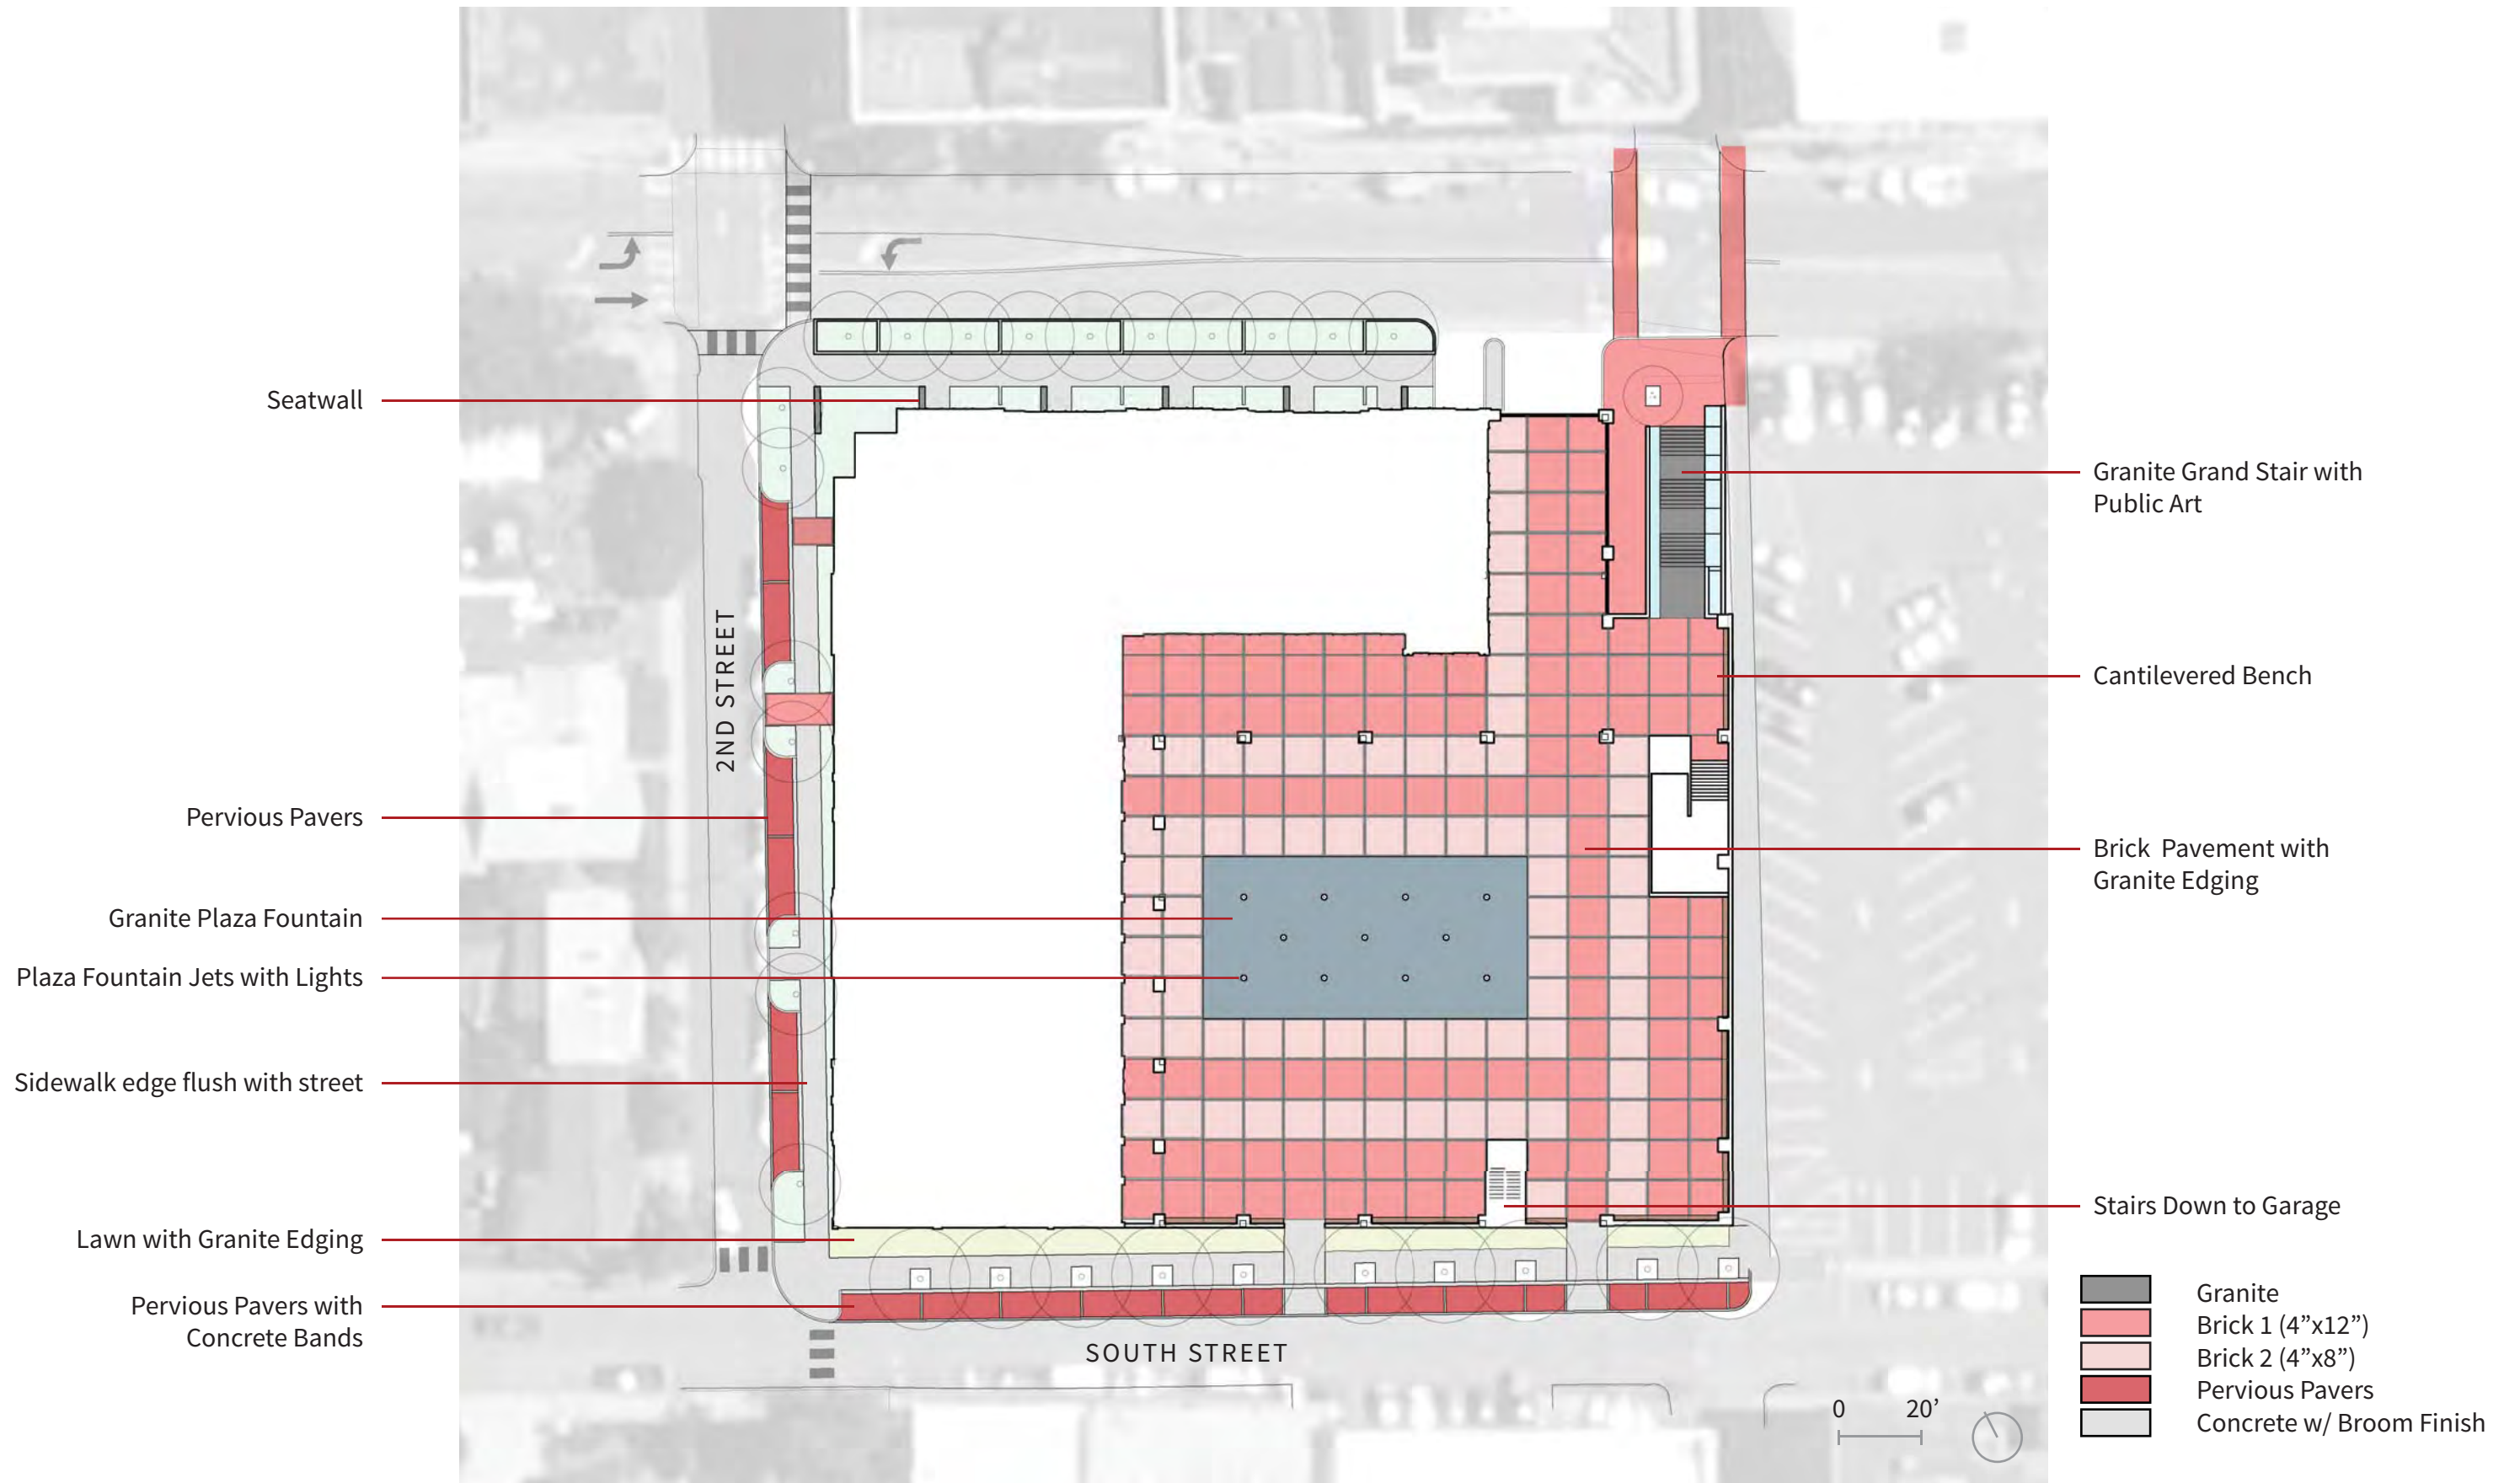 Seatwall
Pervious Pavers
Granite Plaza Fountain
Plaza Fountain Jets with Lights
Sidewalk edge flush with street
Lawn with Granite Edging
Pervious Pavers with
Concrete Bands
2ND STREET
SOUTH STREET
Granite Grand Stair with
Public Art
Cantilevered Bench
Brick  Pavement with
Granite Edging
Stairs Down to Garage
0 20’
Granite
Brick 1 (4”x12”)
Brick 2 (4”x8”)
Pervious Pavers
Concrete w/ Broom Finish